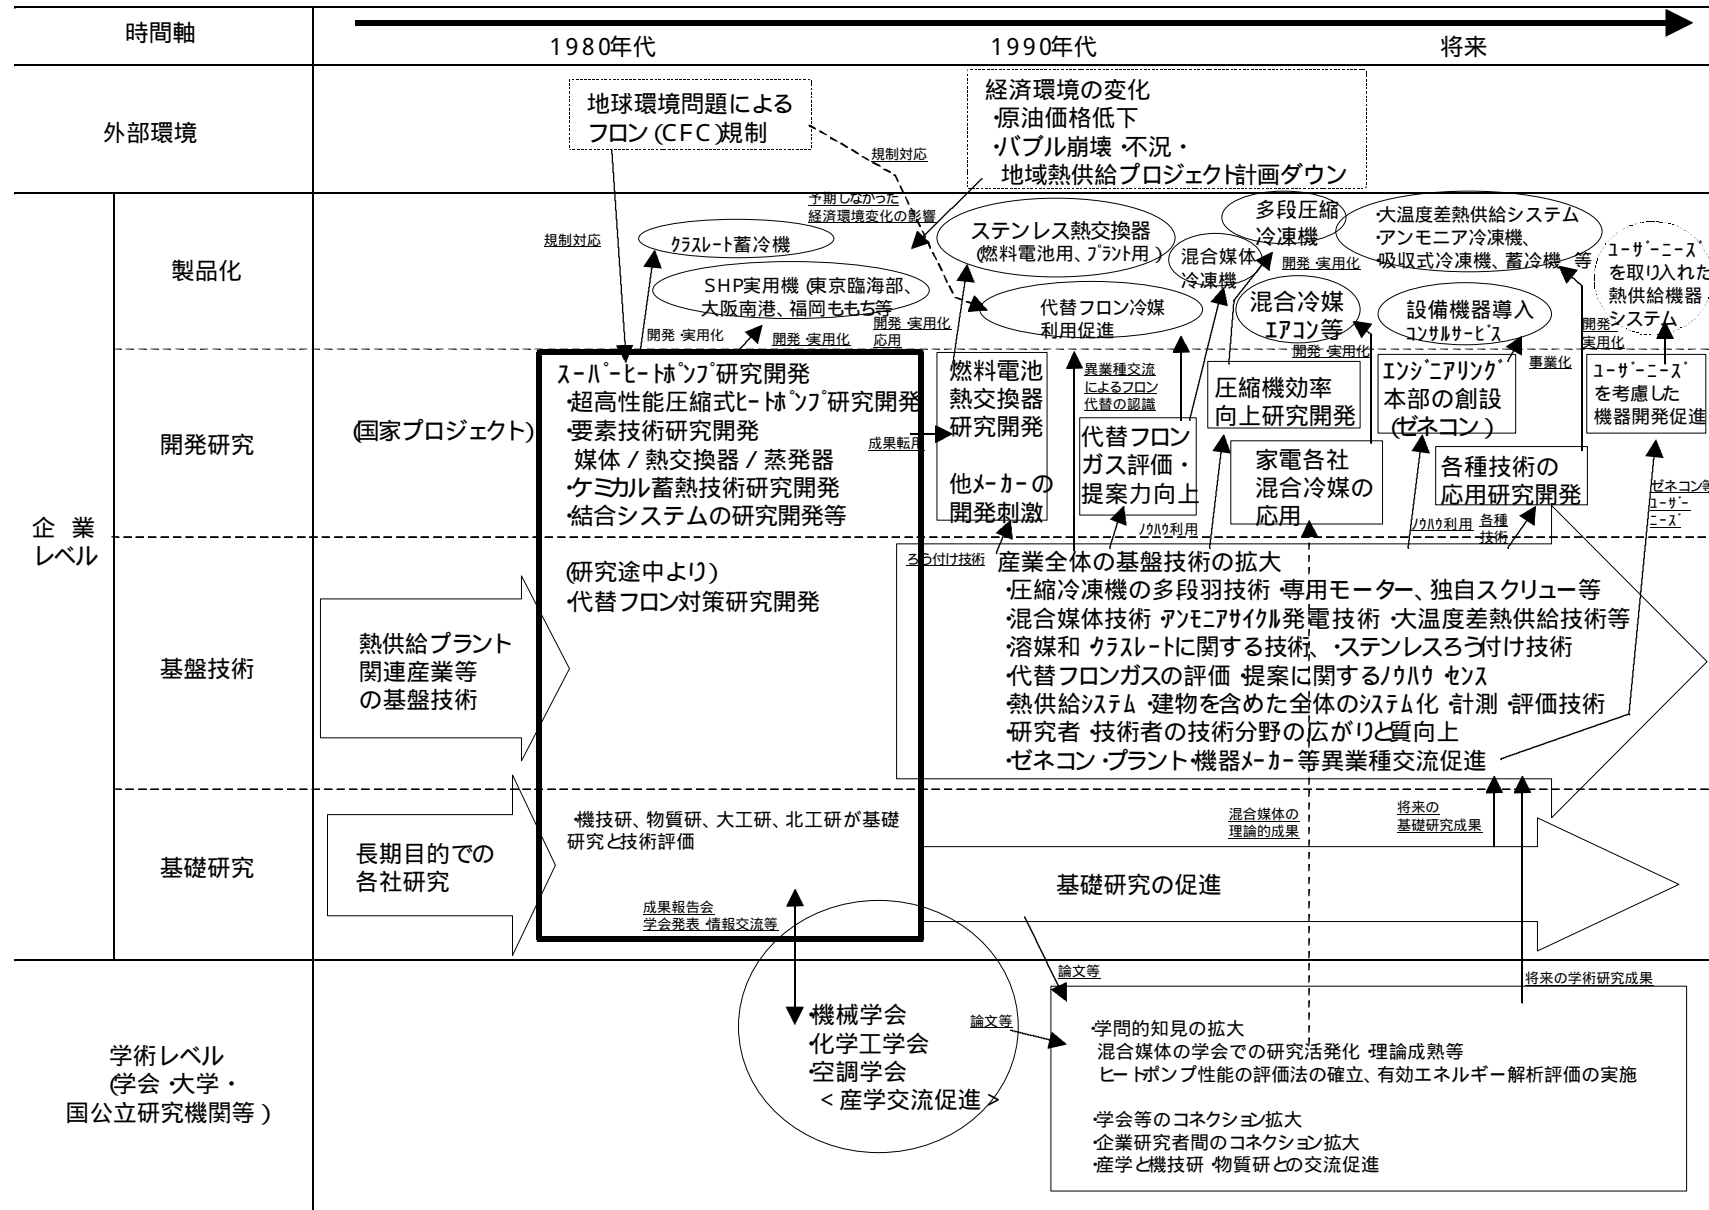 時間軸
1980年代
1990年代
将来
外部環境
地球環境問題による
フロン(CFC)規制
規制対応
経済環境の変化
・原油価格低下
・バブル崩壊・不況・
地域熱供給プロジェクト計画ダウン
企業
レベル
製品化
規制対応
クラスレート蓄冷機
予期しなかった
経済環境変化の影響
SHP実用機(東京臨海部、
大阪南港、福岡ももち等
開発・実用化
開発・実用化
開発・実用化
応用
ステンレス熱交換器
(燃料電池用、プラント用)
代替フロン冷媒
利用促進
混合媒体
冷凍機
多段圧縮
冷凍機
開発・実用化
混合冷媒
エアコン等
開発・実用化
・大温度差熱供給システム
・アンモニア冷凍機、
・吸収式冷凍機、蓄冷機 等
設備機器導入
コンサルサービス
事業化
開発・
実用化
ユーザーニーズ
を取り入れた
熱供給機器・
システム
開発研究
(国家プロジェクト)
スーパーヒートポンプ研究開発
・超高性能圧縮式ヒートポンプ研究開発
・要素技術研究開発
媒体/熱交換器/蒸発器
・ケミカル蓄熱技術研究開発
・結合システムの研究開発等
成果転用
燃料電池
熱交換器
研究開発
他メーカーの
開発刺激
異業種交流
によるフロン
代替の認識
代替フロン
ガス評価・
提案力向上
ノウハウ利用
圧縮機効率
向上研究開発
家電各社
混合冷媒の
応用
エンジニアリング
本部の創設
(ゼネコン)
ノウハウ利用
各種
技術
各種技術の
応用研究開発
ユーザーニーズ
を考慮した
機器開発促進
ゼネコン等
ユーザー
ニーズ
基盤技術
熱供給プラント
関連産業等
の基盤技術
(研究途中より)
・代替フロン対策研究開発
ろう付け技術
産業全体の基盤技術の拡大
・圧縮冷凍機の多段羽技術・専用モーター、独自スクリュー等
・混合媒体技術・アンモニアサイクル発電技術・大温度差熱供給技術等
・溶媒和・クラスレートに関する技術、・ステンレスろう付け技術
・代替フロンガスの評価・提案に関するノウハウ・センス
・熱供給システム・建物を含めた全体のシステム化・計測・評価技術
・研究者・技術者の技術分野の広がりと質向上
・ゼネコン・プラント・機器メーカー等異業種交流促進
基礎研究
長期目的での
各社研究
・機技研、物質研、大工研、北工研が基礎
研究と技術評価
成果報告会
学会発表・情報交流等
混合媒体の
理論的成果
将来の
基礎研究成果
基礎研究の促進
学術レベル
(学会・大学・
国公立研究機関等)
・機械学会
・化学工学会
・空調学会
<産学交流促進>
論文等
論文等
将来の学術研究成果
・学問的知見の拡大
混合媒体の学会での研究活発化・理論成熟等
ヒートポンプ性能の評価法の確立、有効エネルギー解析評価の実施
・学会等のコネクション拡大
・企業研究者間のコネクション拡大
・産学と機技研・物質研との交流促進